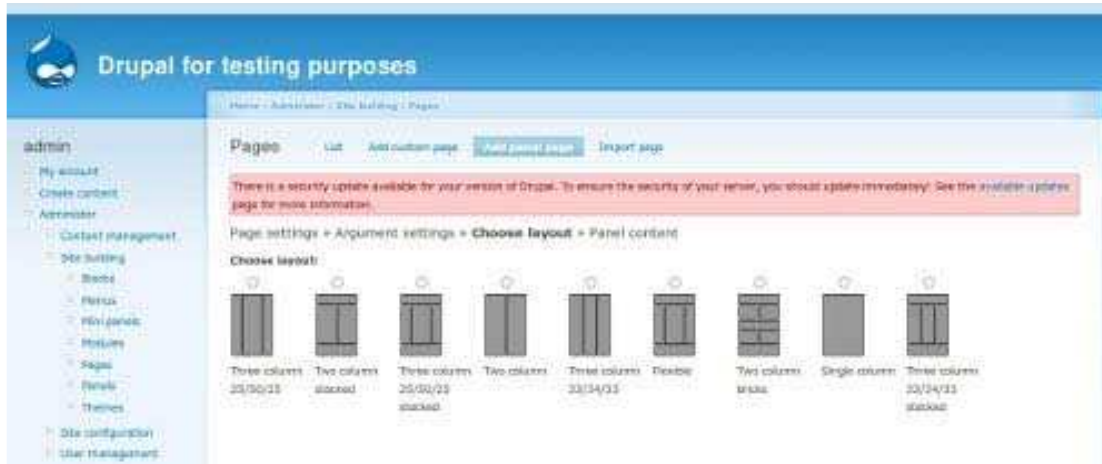 Drupal for testing purposes
Home › Administer › Site building › Pages
admin
My account
Create content
Administer
Content management
Site building
Blocks
Menus
Mini panels
Modules
Pages
Panels
Themes
Site configuration
User management
Pages
List
Add custom page
Add panel page
Import page
There is a security update available for your version of Drupal. To ensure the security of your server, you should update immediately! See the available updates
page for more information.
Page settings » Argument settings » Choose layout » Panel content
Choose layout:
Three column
25/50/25
Two column
stacked
Three column
25/50/25
stacked
Two column
Three column
33/34/33
Flexible
Two column
bricks
Single column
Three column
33/34/33
stacked